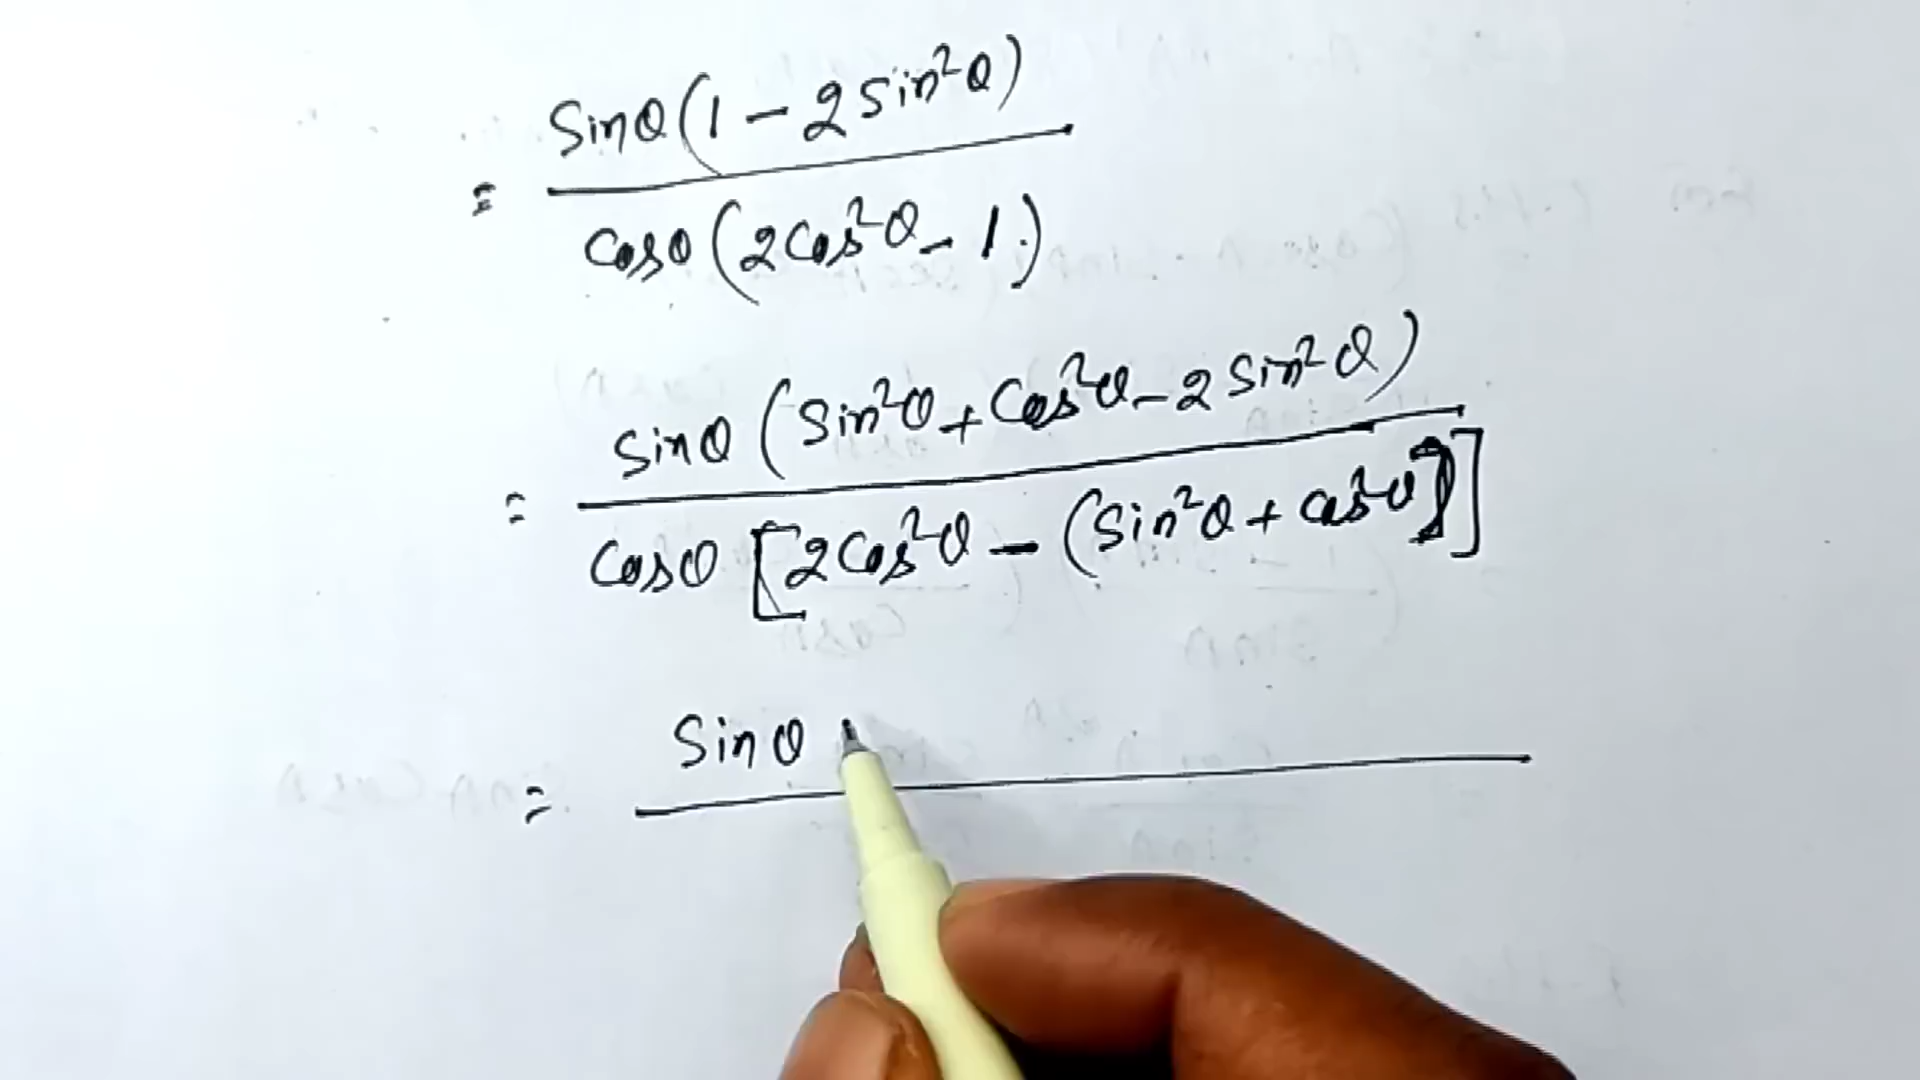 = Sinθ(1 - 2Sin²θ) / Cosθ(2Cos²θ - 1)
= Sinθ(Sin²θ + Cos²θ - 2Sin²θ) / Cosθ[2Cos²θ - (Sin²θ + Cos²θ)]
= Sinθ